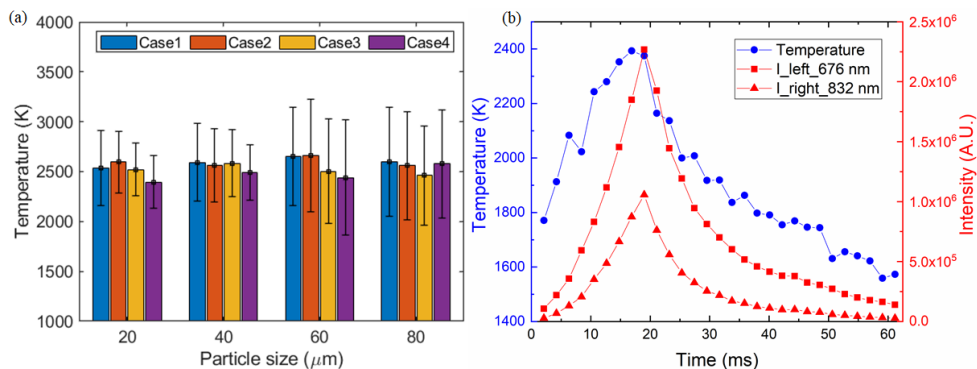 (a)
4000
3500
3000
2500
2000
1500
1000
Temperature (K)
Case1 Case2 Case3 Case4
20 40 60 80
Particle size (μm)
(b)
2400
2200
2000
1800
1600
1400
Temperature (K)
Temperature
I_left_676 nm
I_right_832 nm
2.5x10⁶
2.0x10⁶
1.5x10⁶
1.0x10⁶
5.0x10⁵
0.0
Intensity (A.U.)
0 10 20 30 40 50 60
Time (ms)